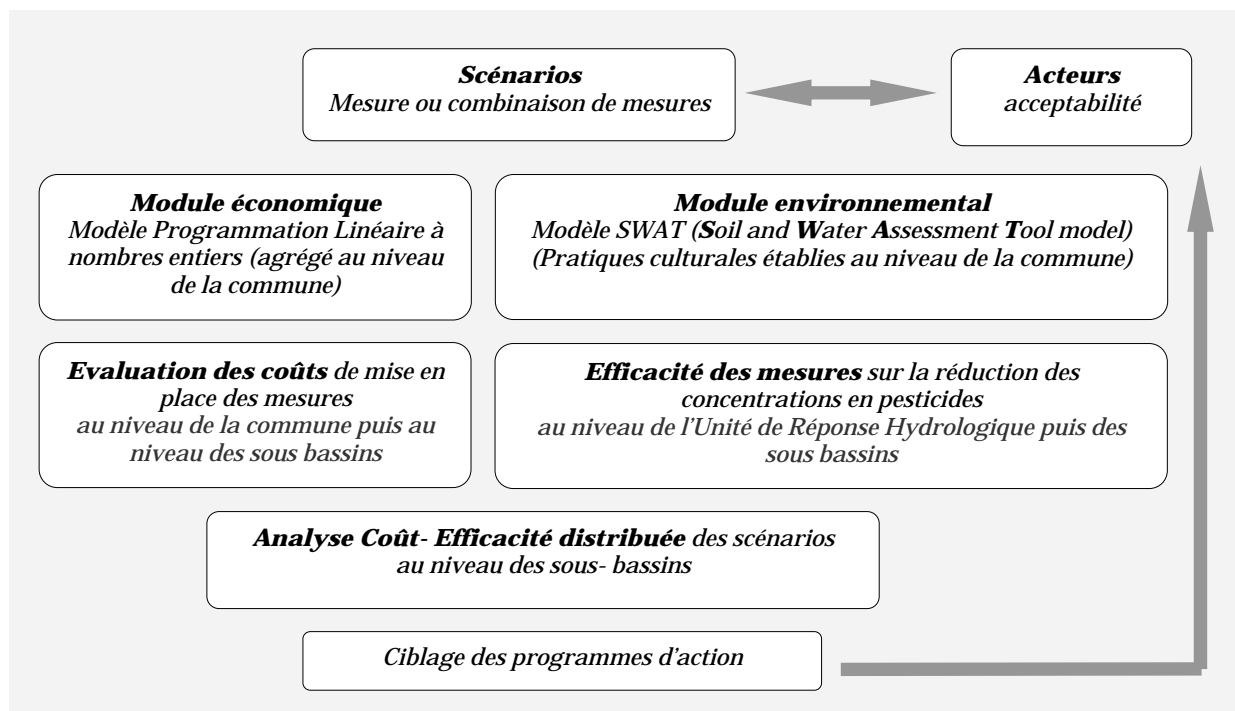 Scénarios
Mesure ou combinaison de mesures
Acteurs
acceptabilité
Module économique
Modèle Programmation Linéaire à
nombres entiers (agrégé au niveau
de la commune)
Module environnemental
Modèle SWAT (Soil and Water Assessment Tool model)
(Pratiques culturales établies au niveau de la commune)
Evaluation des coûts de mise en
place des mesures
au niveau de la commune puis au
niveau des sous bassins
Efficacité des mesures sur la réduction des
concentrations en pesticides
au niveau de l'Unité de Réponse Hydrologique puis des
sous bassins
Analyse Coût- Efficacité distribuée des scénarios
au niveau des sous- bassins
Ciblage des programmes d'action